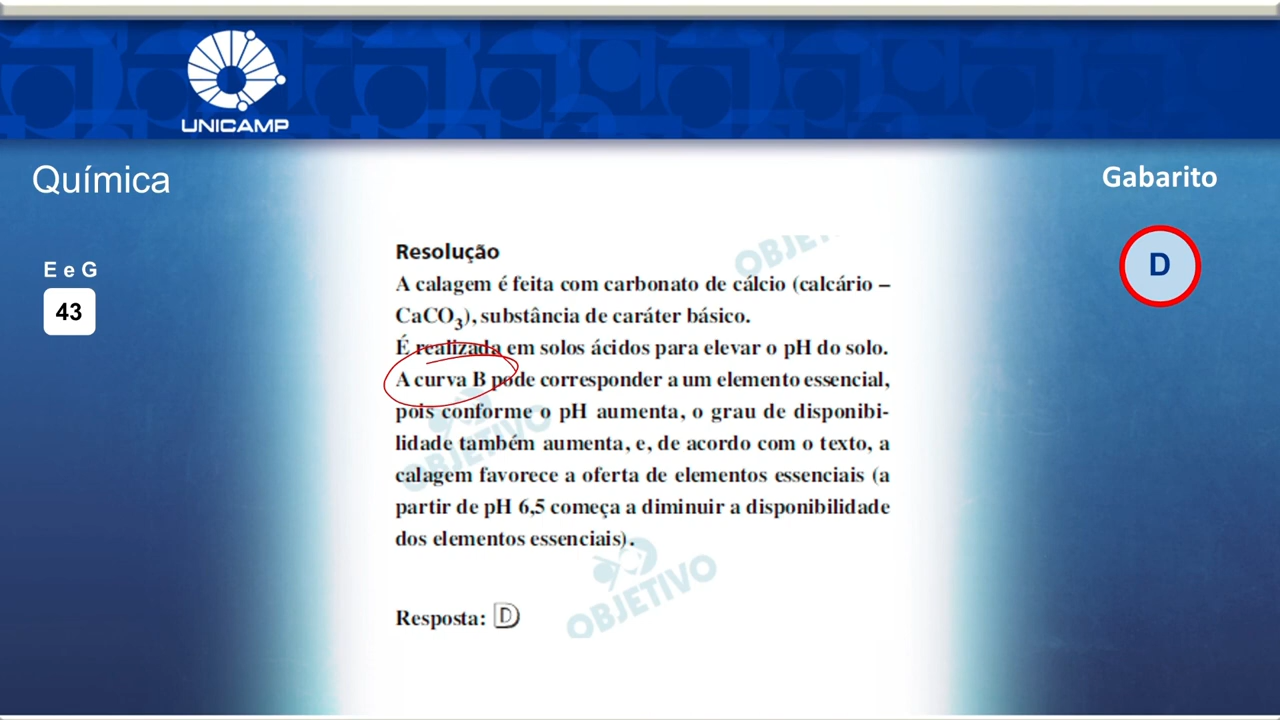 UNICAMP
Química
Gabarito
E e G
43
D
OBJET
Resolução
A calagem é feita com carbonato de cálcio (calcário –
CaCO₃), substância de caráter básico.
É realizada em solos ácidos para elevar o pH do solo.
A curva B pode corresponder a um elemento essencial,
pois conforme o pH aumenta, o grau de disponibi-
lidade também aumenta, e, de acordo com o texto, a
calagem favorece a oferta de elementos essenciais (a
partir de pH 6,5 começa a diminuir a disponibilidade
dos elementos essenciais).
OBJETIVO
OBJETIVO
Resposta: D